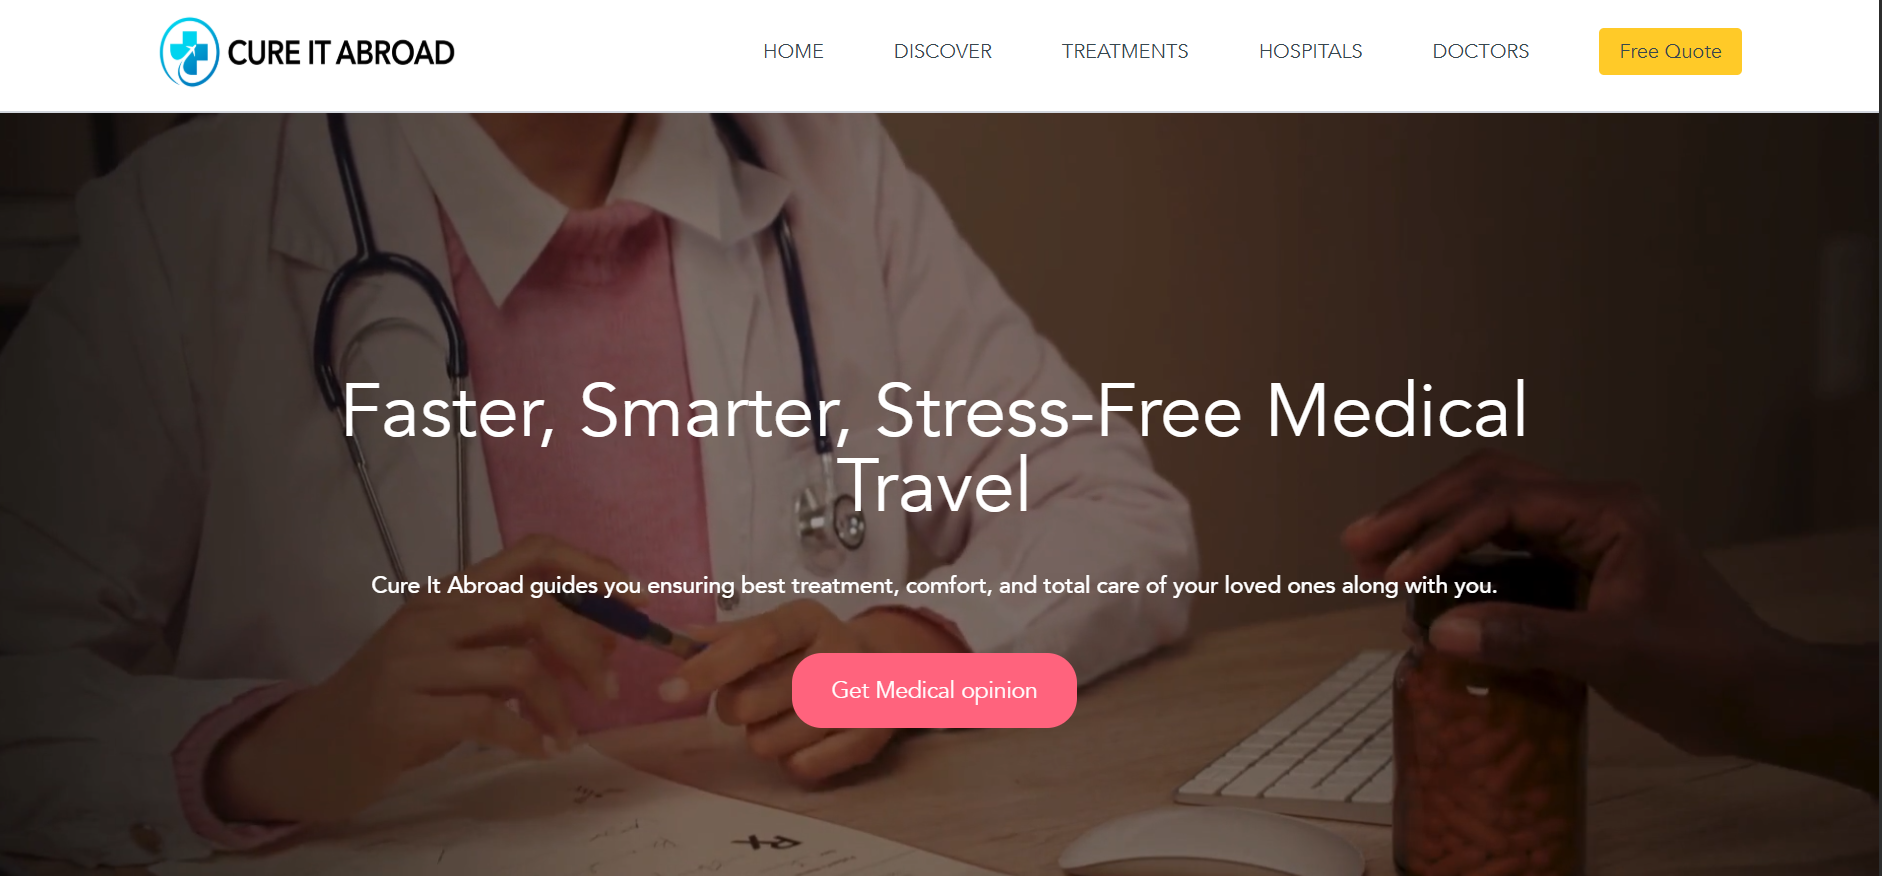 CURE IT ABROAD
HOME DISCOVER TREATMENTS HOSPITALS DOCTORS Free Quote
Faster, Smarter, Stress-Free Medical
Travel
Cure It Abroad guides you ensuring best treatment, comfort, and total care of your loved ones along with you.
Get Medical opinion
Rx